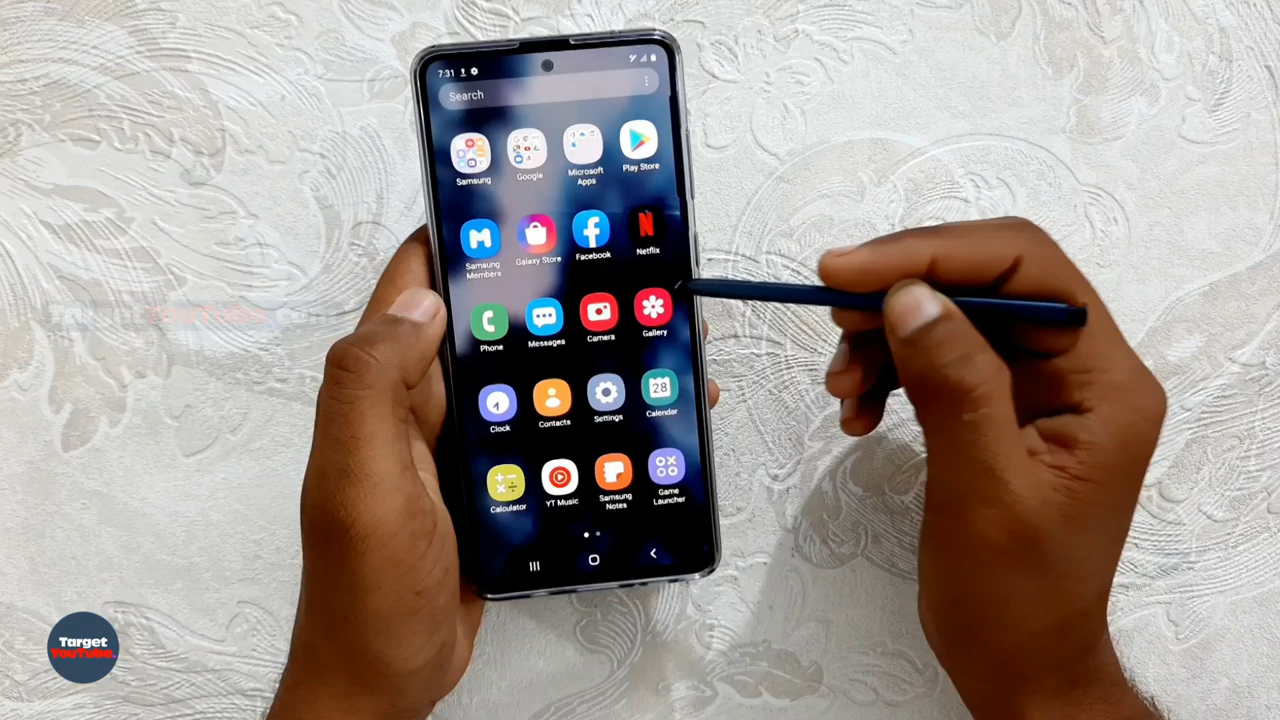 7:31
Search
Samsung
Google
Microsoft
Apps
Play Store
Samsung
Members
Galaxy Store
Facebook
Netflix
Phone
Messages
Camera
Gallery
Clock
Contacts
Settings
28
Calendar
Calculator
YT Music
Samsung
Notes
Game
Launcher
Target
YouTube